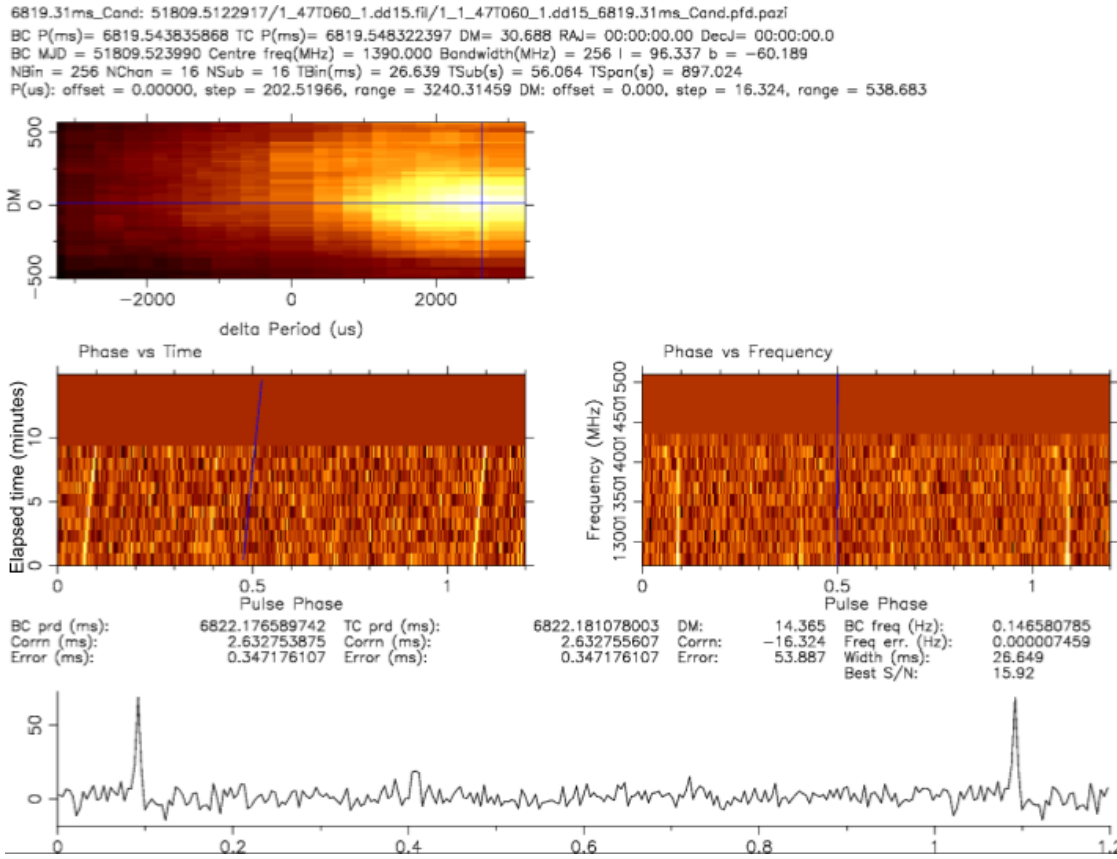 6819.31ms_Cand: 51809.5122917/1_47T060_1.dd15.fil/1_1_47T060_1.dd15_6819.31ms_Cand.pfd.pazi
BC P(ms)= 6819.543835868 TC P(ms)= 6819.548322397 DM= 30.688 RAJ= 00:00:00.00 DecJ= 00:00:00.0
BC MJD = 51809.523990 Centre freq(MHz) = 1390.000 Bandwidth(MHz) = 256 l = 96.337 b = -60.189
NBin = 256 NChan = 16 NSub = 16 TBin(ms) = 26.639 TSub(s) = 56.064 TSpan(s) = 897.024
P(us): offset = 0.00000, step = 202.51966, range = 3240.31459 DM: offset = 0.000, step = 16.324, range = 538.683
500
0
-500
DM
-2000 0 2000
delta Period (us)
Phase vs Time
10
5
0
Elapsed time (minutes)
0 0.5 1
Pulse Phase
Phase vs Frequency
1500
1450
1400
1350
1300
Frequency (MHz)
0 0.5 1
Pulse Phase
BC prd (ms): 6822.176589742 TC prd (ms): 6822.181078003 DM: 14.365 BC freq (Hz): 0.146580785
Corrn (ms): 2.632753875 Corrn (ms): 2.632755607 Corrn: -16.324 Freq err. (Hz): 0.000007459
Error (ms): 0.347176107 Error (ms): 0.347176107 Error: 53.887 Width (ms): 26.649
Best S/N: 15.92
50
0
0 0.2 0.4 0.6 0.8 1 1.2